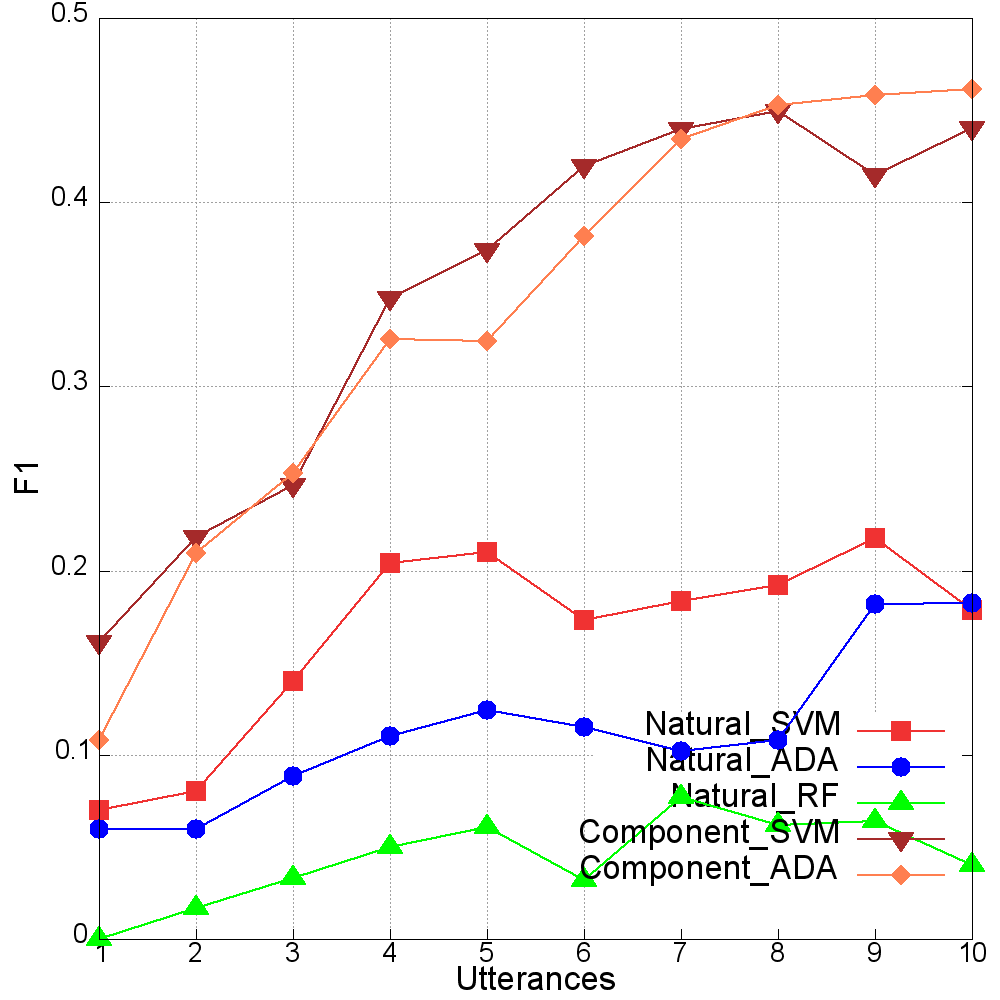 0.5
0.4
0.3
0.2
0.1
0
F1
Natural_SVM
Natural_ADA
Natural_RF
Component_SVM
Component_ADA
1 2 3 4 5 6 7 8 9 10
Utterances